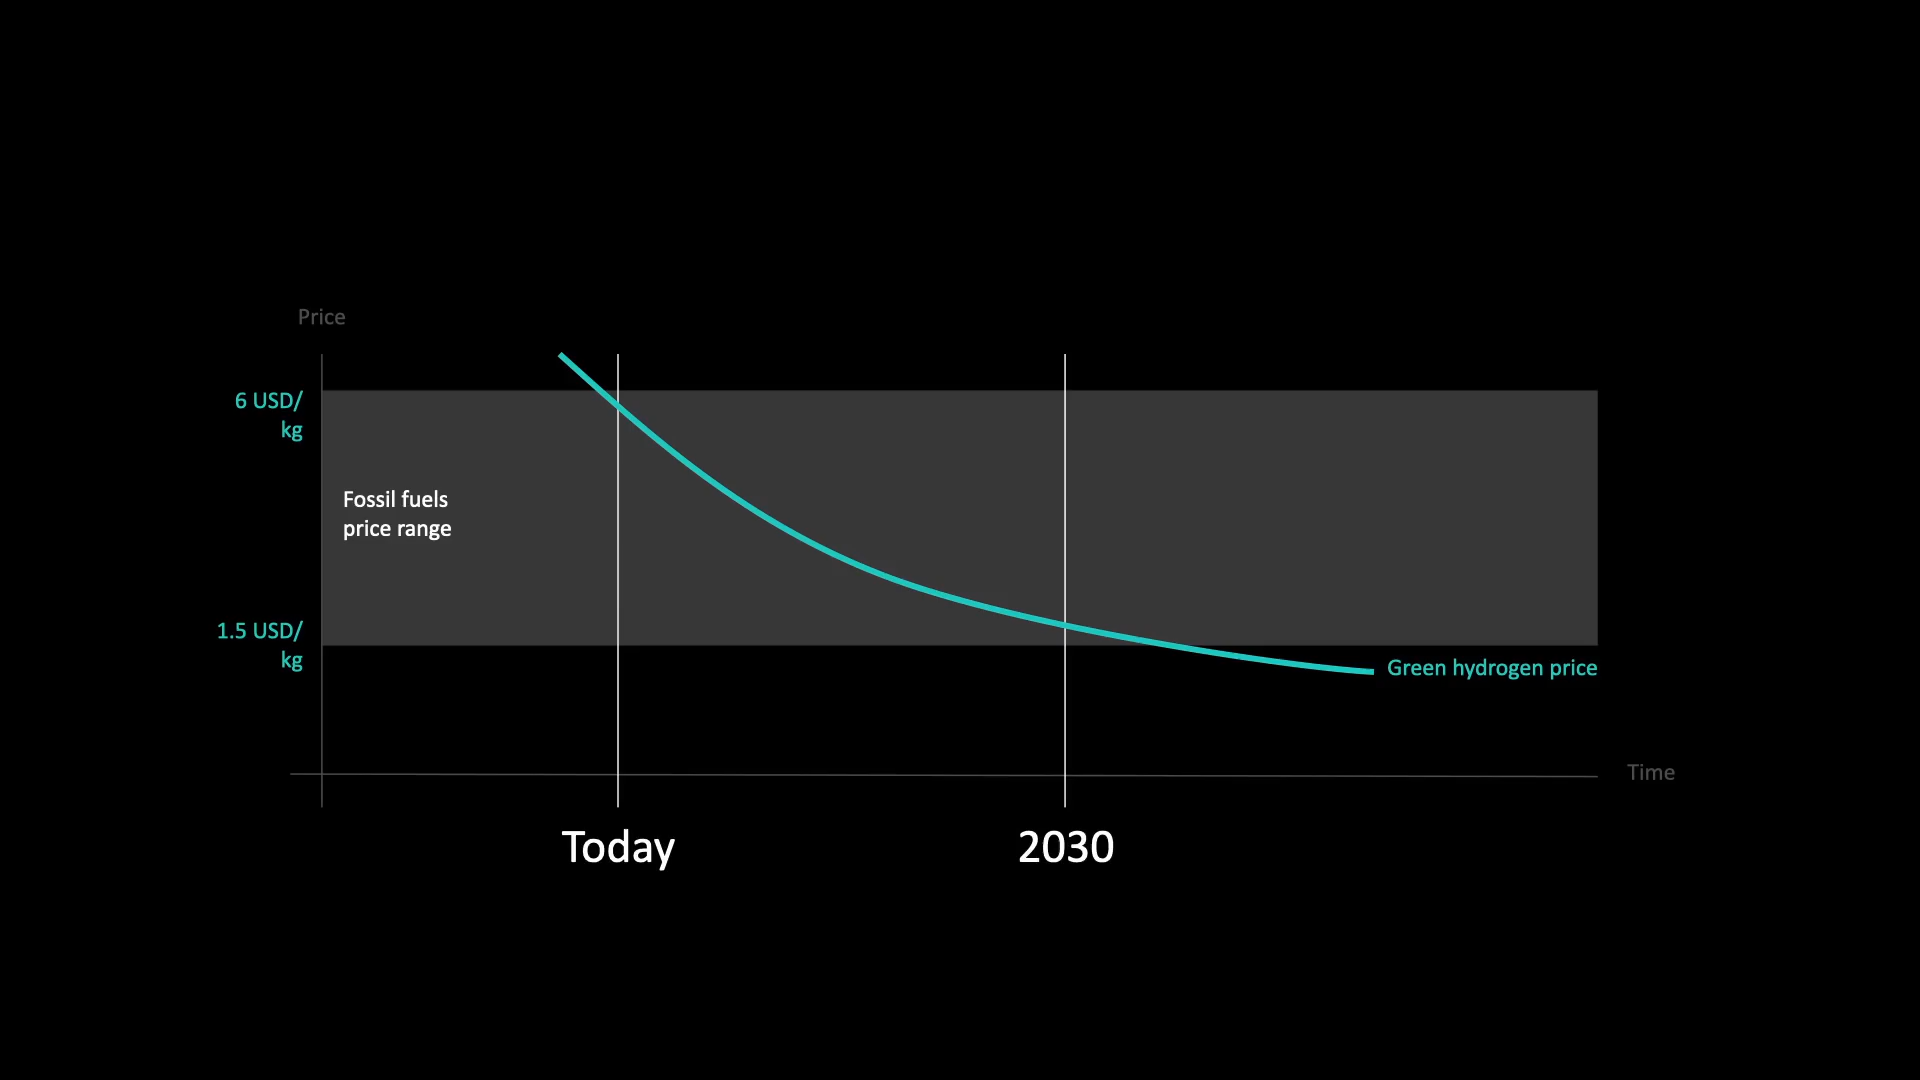 Price
6 USD/
kg
Fossil fuels
price range
1.5 USD/
kg
Green hydrogen price
Time
Today
2030